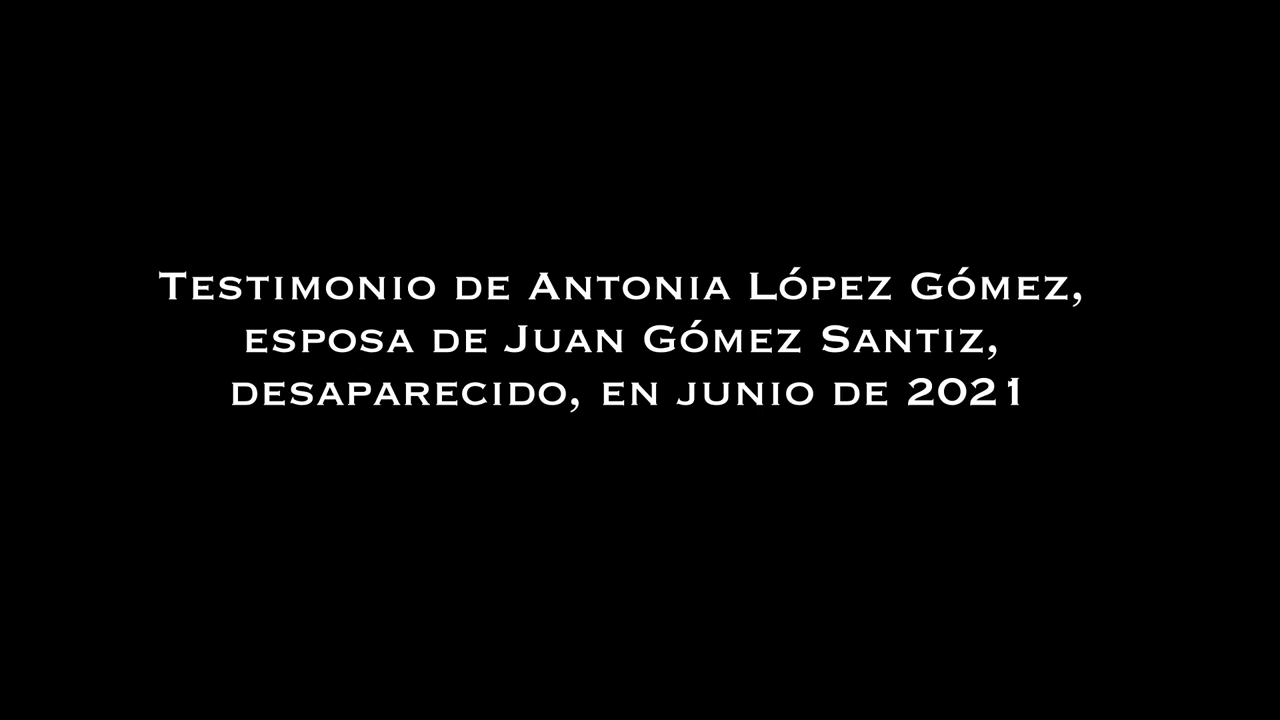 Testimonio de Antonia López Gómez,
esposa de Juan Gómez Santiz,
desaparecido, en junio de 2021